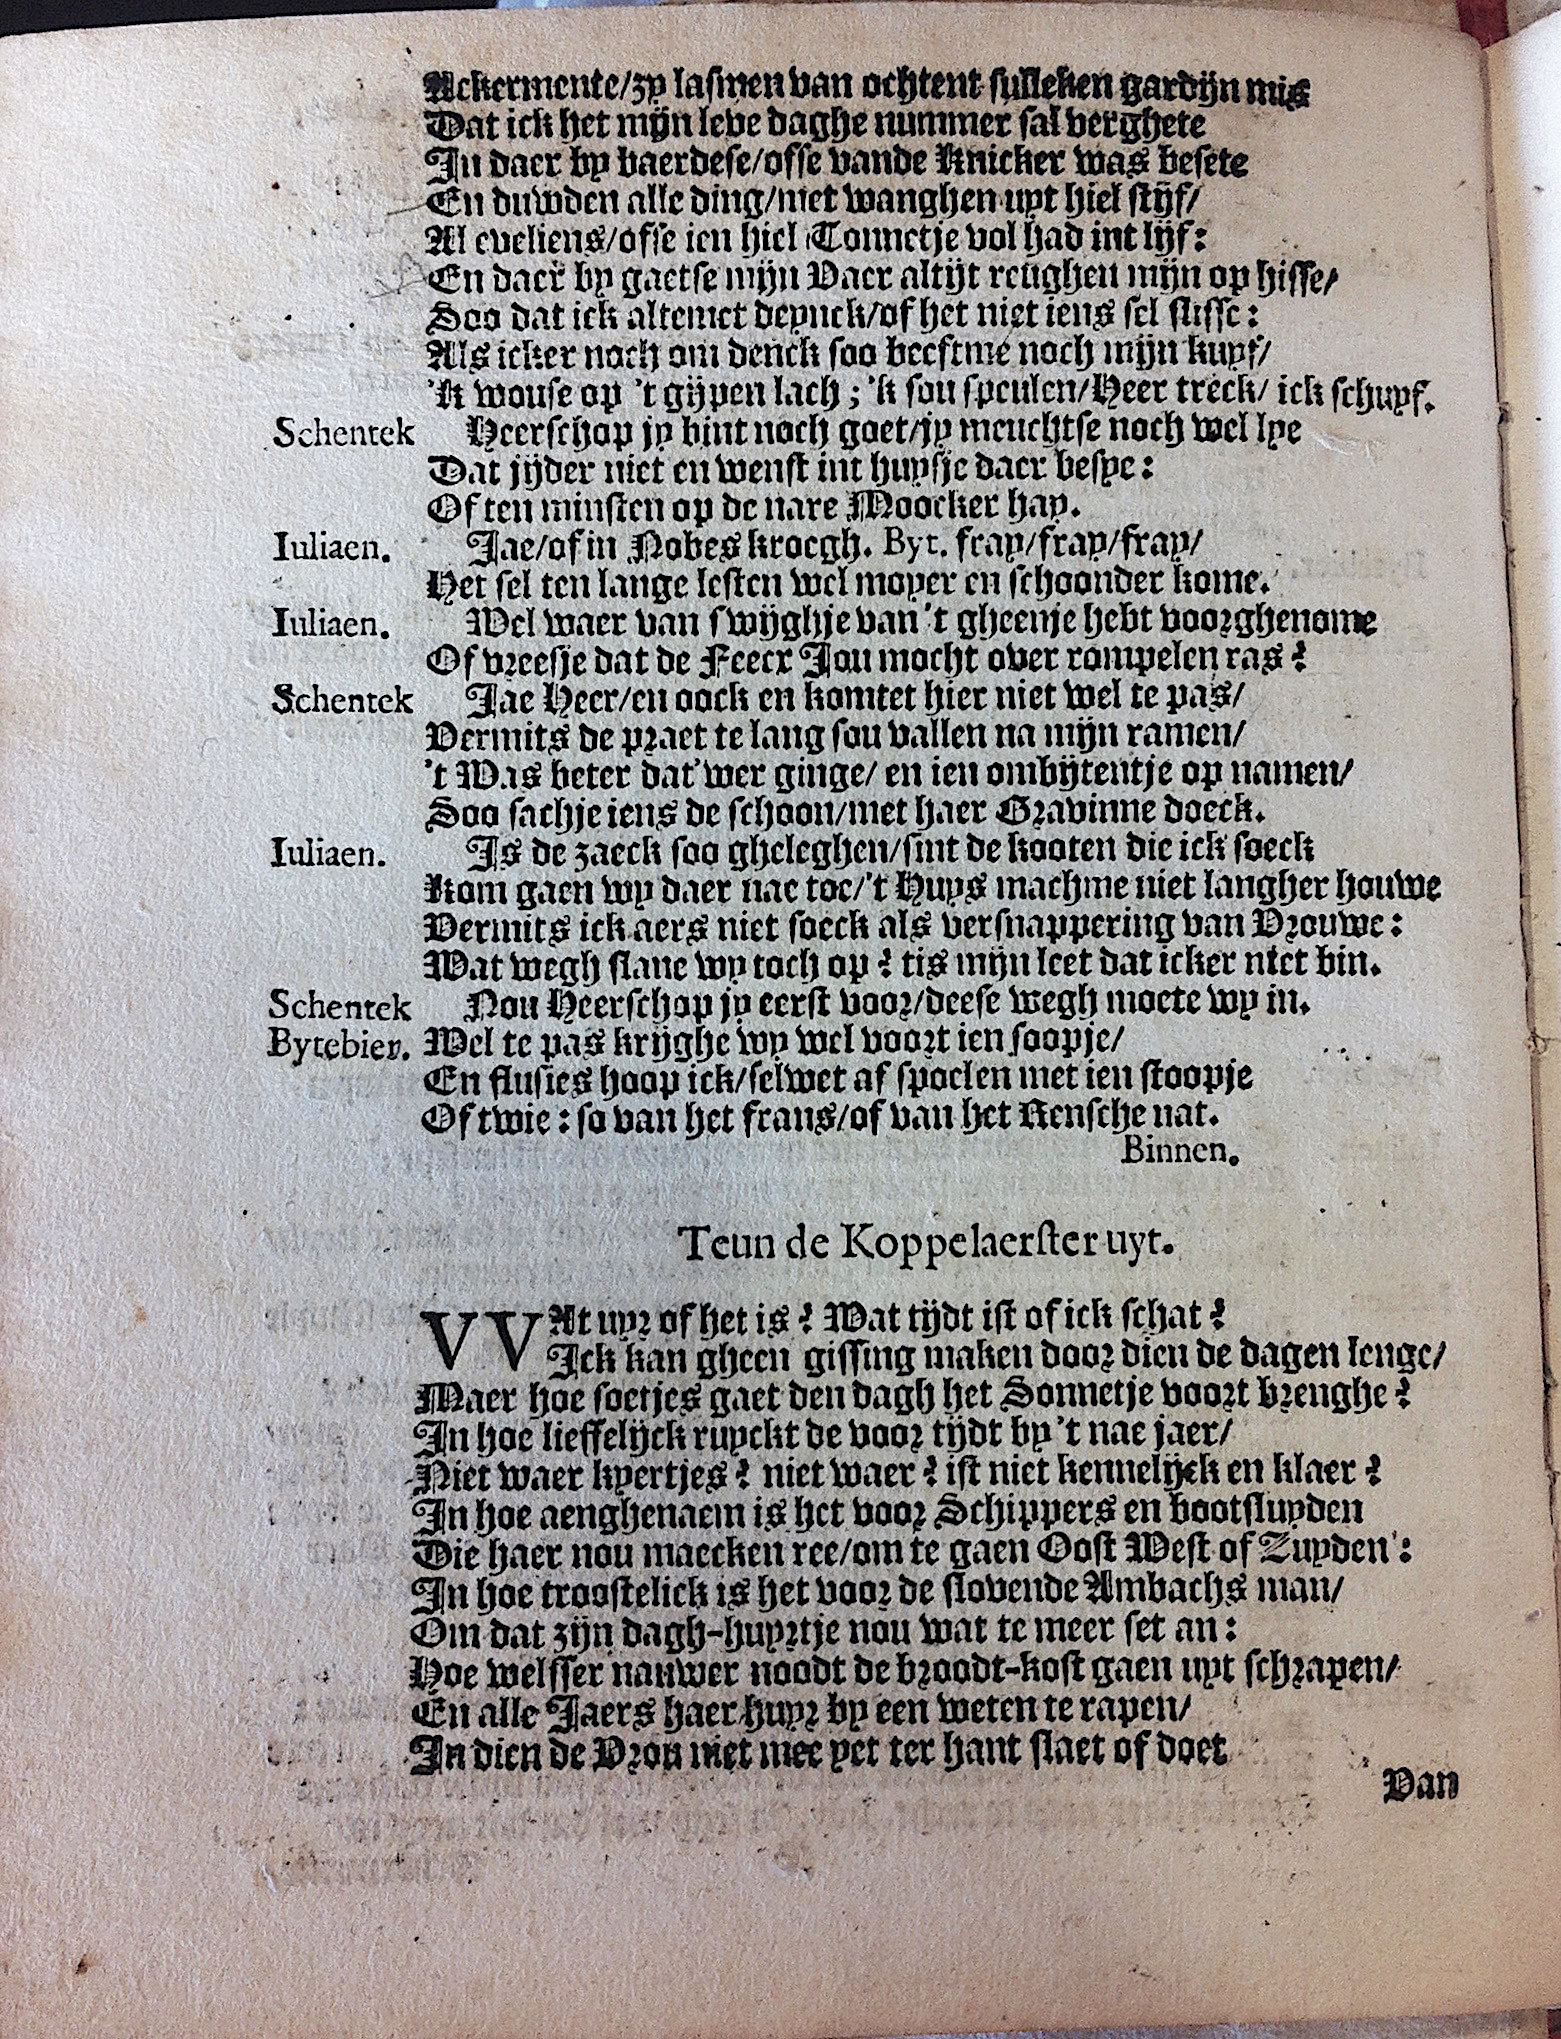 Ackermente/zy lasmen van ochtent sulleken gardijn mis
Dat ick het mijn leve daghe nummer sal verghete
In daer by baerdese/ofse vande Knicker was besete
En duwden alle ding/met wanghen uyt hiel stijf/
Al eveliens/ofse ien hiel Tonnetje vol had int lijf:
En daer by gaetse mijn Vaer altijt reughen mijn op hisse/
Soo dat ick altemet depnck/of het niet iens sel slisse:
Als icker noch om denck soo beeftme noch mijn kuyf/
'K wouse op 't gijpen lach; 'k sou speulen/Heer treck/ ick schuyf.
Schentek Heerschop jy bint noch goet/jy meuchtse noch wel lye
Dat jijder niet en wenst int huysje daer bespe:
Of ten minsten op de nare Moocker hay.
Iuliaen. Jae/of in Nobes krocgh. Byt. fray/fray/fray/
Het sel ten lange lesten wel moyer en schoonder kome.
Iuliaen. Wel waer van swijghje van 't gheenje hebt voorghenome
Of vreesje dat de Feecx Jou mocht over rompelen ras?
Schentek Jae Heer/en oock en komtet hier niet wel te pas/
Vermits de praet te lang sou vallen na mijn ramen/
't Was beter dat'wer ginge/ en ien ombijtentje op namen/
Soo sachje iens de schoon/met haer Gravinne doeck.
Iuliaen. Is de zaeck soo gheleghen/sint de kooten die ick soeck
Kom gaen wy daer nae toe/'t Huys machme niet langher houwe
Vermits ick aers niet soeck als versnappering van Vrouwe:
Wat wegh slane wy toch op? tis mijn leet dat icker niet bin.
Schentek Nou Heerschop jy eerst voor/deese wegh moete wy in.
Bytebier. Wel te pas krijghe wy wel voort ien soopje/
En flusies hoop ick/selwet af spoelen met ien stoopje
Of twie: so van het frans/of van het Rensche nat.
Binnen.
Teun de Koppelaerster uyt.
VVAt uyr of het is? Wat tijdt ist of ick schat?
Ick kan gheen gissing maken door dien de dagen lenge/
Maer hoe soetjes gaet den dagh het Sonnetje voort brenghe?
In hoe lieffelijck ruyckt de voor tijdt by 't nae jaer/
Niet waer kyertjes? niet waer? ist niet kennelijck en klaer?
In hoe aenghenaem is het voor Schippers en bootsluyden
Die haer nou maecken ree/om te gaen Oost West of Zuyden:
In hoe troostelick is het voor de slovende Ambachs man/
Om dat zijn dagh-huyrtje nou wat te meer set an:
Hoe welsser nauwer noodt de broodt-kost gaen uyt schrapen/
En alle Jaers haer huyr by een weten te rapen/
In dien de Vrou niet mee yet ter hant slaet of doet
Van